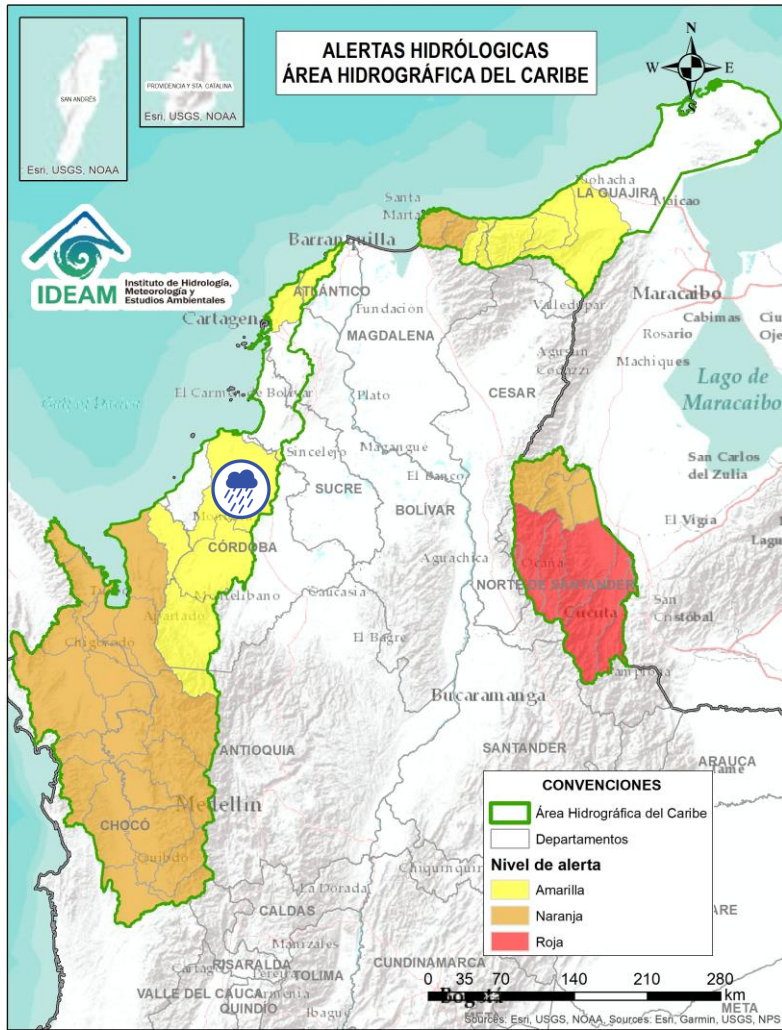 ALERTAS HIDRÓLOGICAS
ÁREA HIDROGRÁFICA DEL CARIBE
N
W
E
S
SAN ANDRÉS
Esri, USGS, NOAA
PROVIDENCIA Y STA. CATALINA
Esri, USGS, NOAA
IDEAM
Instituto de Hidrología,
Meteorología y
Estudios Ambientales
Riohacha
LA GUAJIRA
Maicao
Santa
Marta
Barranquilla
ATLÁNTICO
Cartagena
Fundación
MAGDALENA
Valledupar
Maracaibo
Cabimas
Rosario
Machiques
Agustín
Codazzi
CESAR
Lago de
Maracaibo
El Carmen de Bolívar
Plato
Sincelejo
Magangue
SUCRE
El Banco
BOLÍVAR
San Carlos
del Zulia
El Vigía
CÓRDOBA
Aguachica
Ocaña
NORTE DE SANTANDER
Cúcuta
San
Cristóbal
Montelíbano
Caucasia
Apartado
El Bagre
Chigorodó
Pamplona
Bucaramanga
ANTIOQUIA
SANTANDER
ARAUCA
Medellín
CHOCÓ
Quibdó
La Dorada
CALDAS
Manizales
RISARALDA
Pereira
TOLIMA
CUNDINAMARCA
VALLE DEL CAUCA
Armenia
QUINDÍO
Ibagué
Bogotá
META
META
CONVENCIONES
Área Hidrográfica del Caribe
Departamentos
Nivel de alerta
Amarilla
Naranja
Roja
0 35 70 140 210 280
km
Sources: Esri, USGS, NOAA, Sources: Esri, Garmin, USGS, NPS